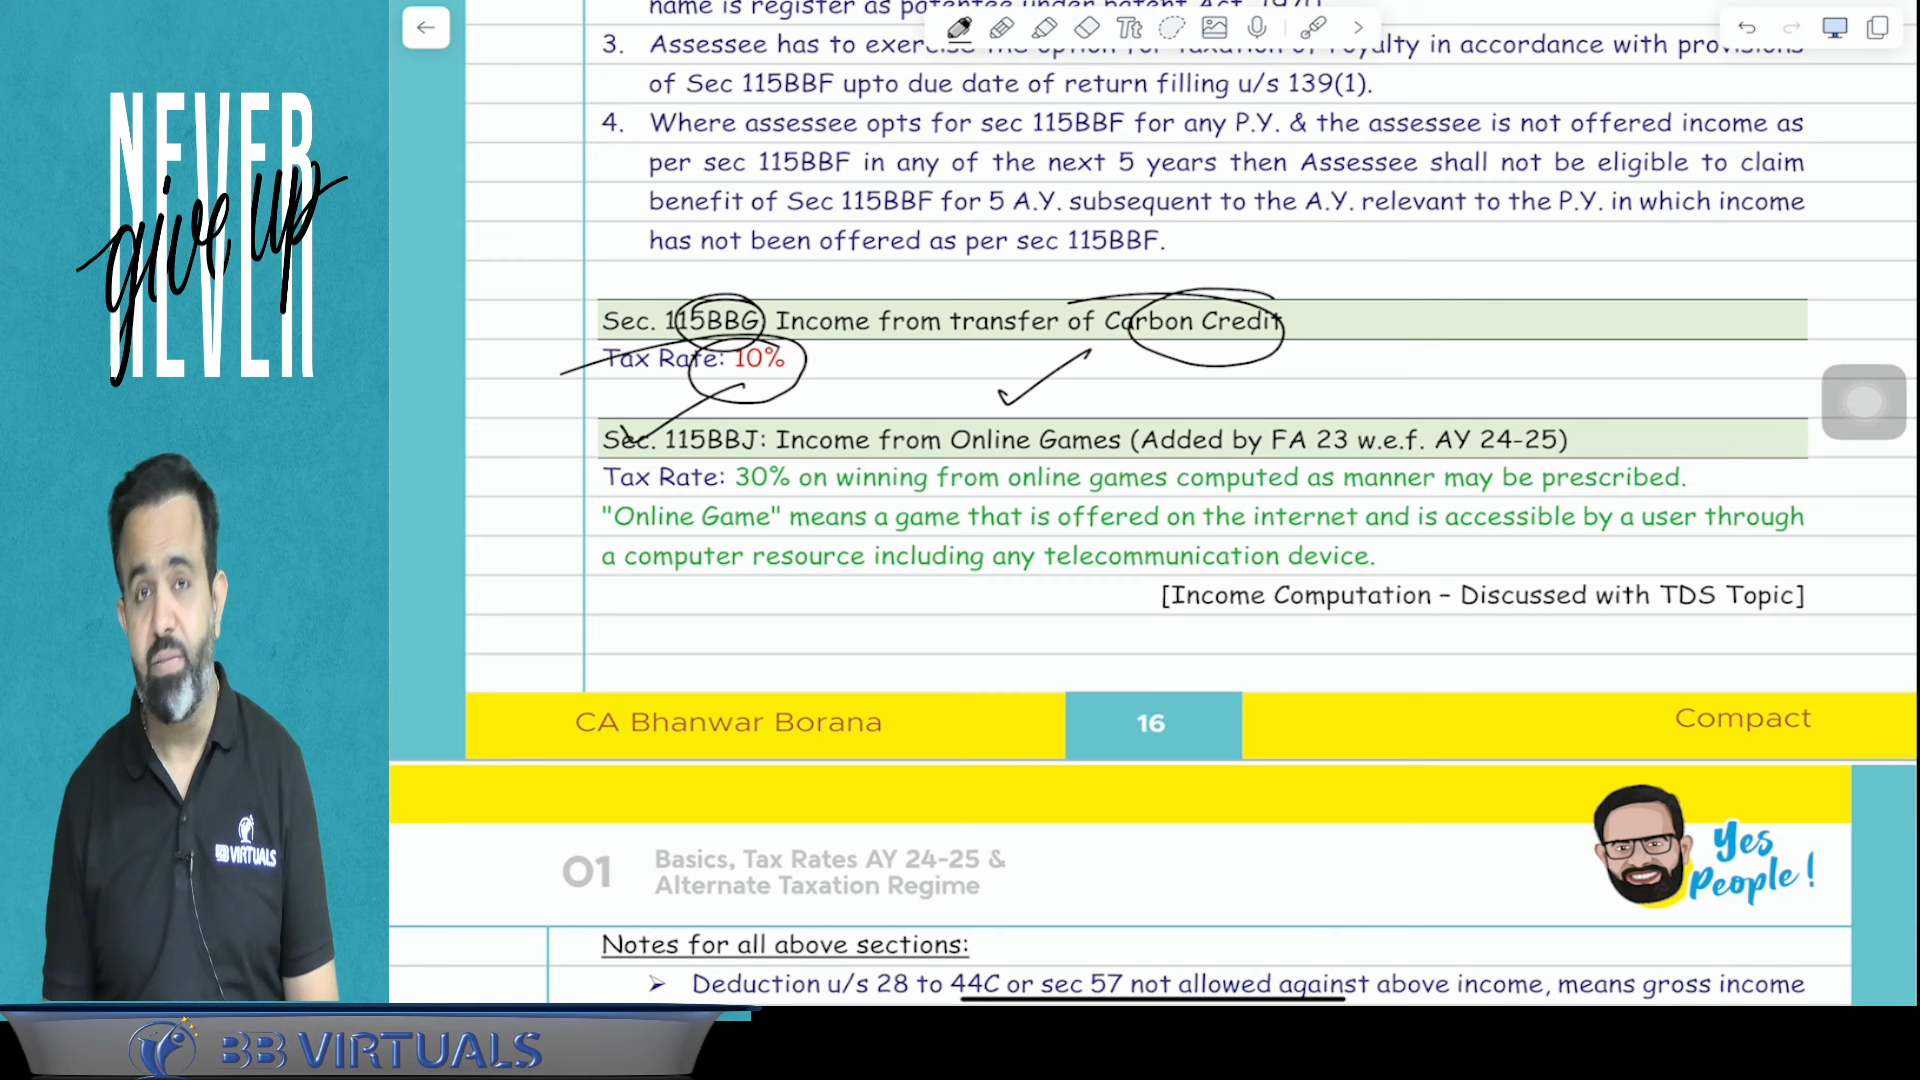 name is register as patentee under patent Act, 1970.
3. Assessee has to exercise the option for taxation of royalty in accordance with provisions
of Sec 115BBF upto due date of return filling u/s 139(1).
4. Where assessee opts for sec 115BBF for any P.Y. & the assessee is not offered income as
per sec 115BBF in any of the next 5 years then Assessee shall not be eligible to claim
benefit of Sec 115BBF for 5 A.Y. subsequent to the A.Y. relevant to the P.Y. in which income
has not been offered as per sec 115BBF.
Sec. 115BBG: Income from transfer of Carbon Credit
Tax Rate: 10%
Sec. 115BBJ: Income from Online Games (Added by FA 23 w.e.f. AY 24-25)
Tax Rate: 30% on winning from online games computed as manner may be prescribed.
"Online Game" means a game that is offered on the internet and is accessible by a user through
a computer resource including any telecommunication device.
[Income Computation – Discussed with TDS Topic]
CA Bhanwar Borana
16
Compact
01
Basics, Tax Rates AY 24-25 &
Alternate Taxation Regime
Yes
People !
Notes for all above sections:
➢ Deduction u/s 28 to 44C or sec 57 not allowed against above income, means gross income
NEVER
give up
NEVER
BB VIRTUALS
BB VIRTUALS
Tt